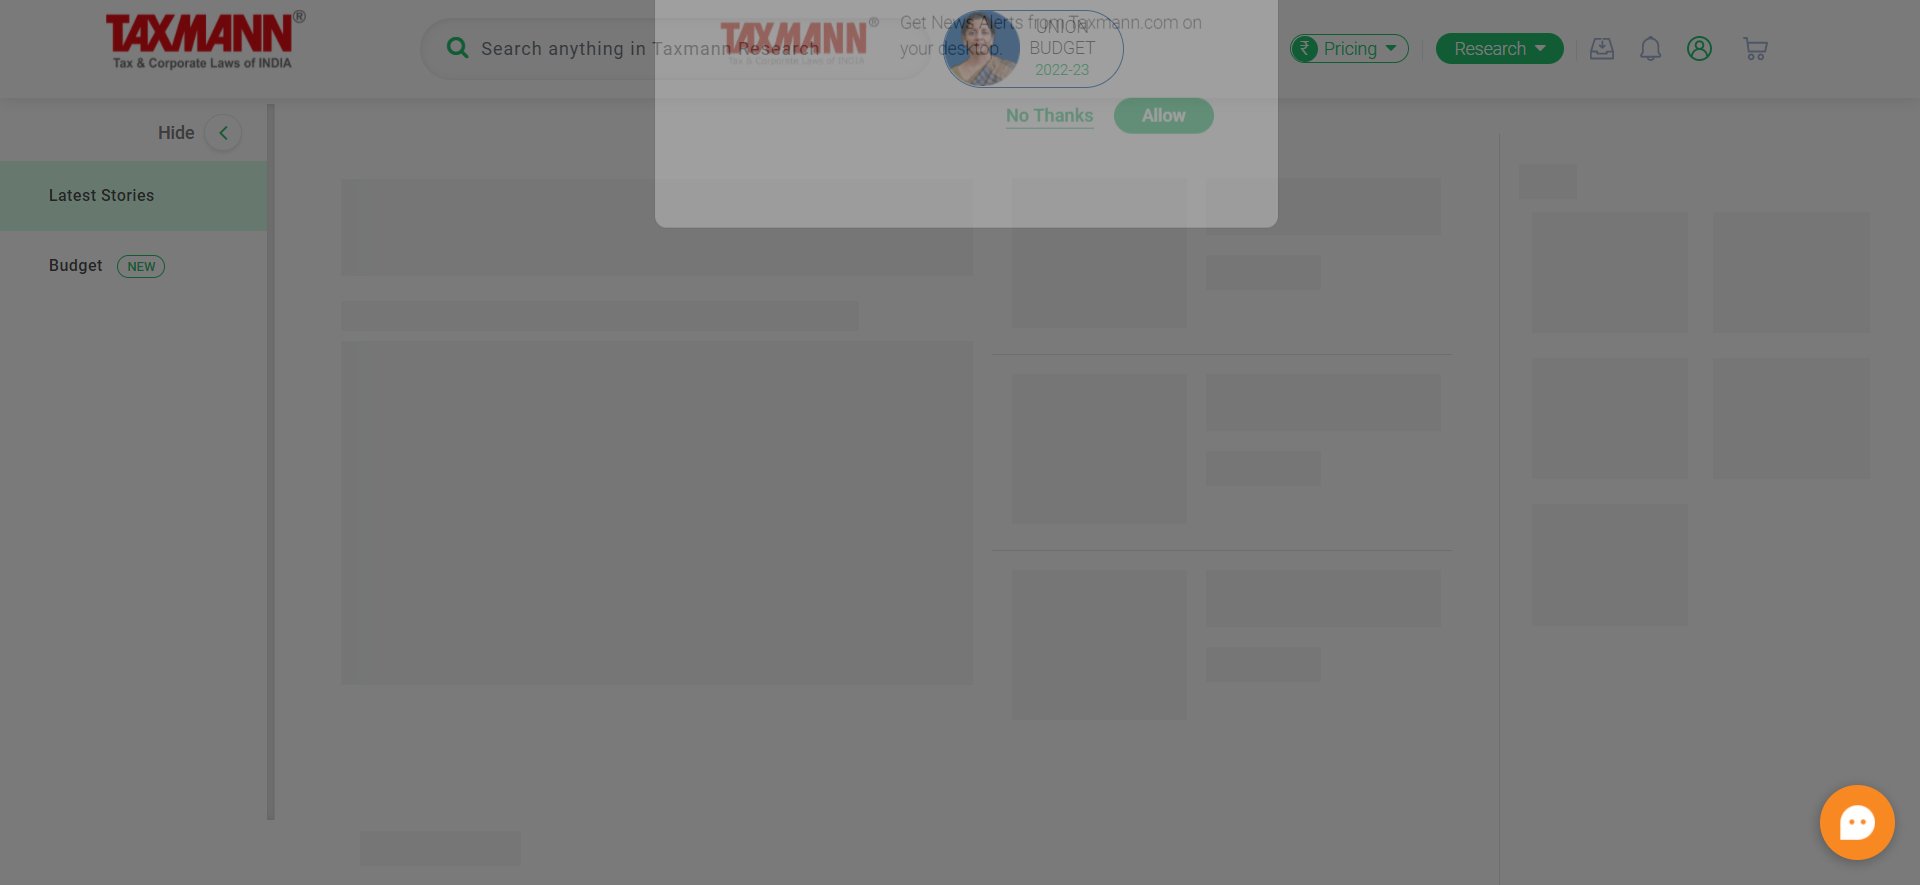 TAXMANN®
Tax & Corporate Laws of INDIA
Search anything in Taxmann Research
TAXMANN®
Tax & Corporate Laws of INDIA
Get News Alerts from Taxmann.com on
your desktop.
No Thanks
Allow
UNION
BUDGET
2022-23
₹ Pricing
Research
Hide
Latest Stories
Budget NEW